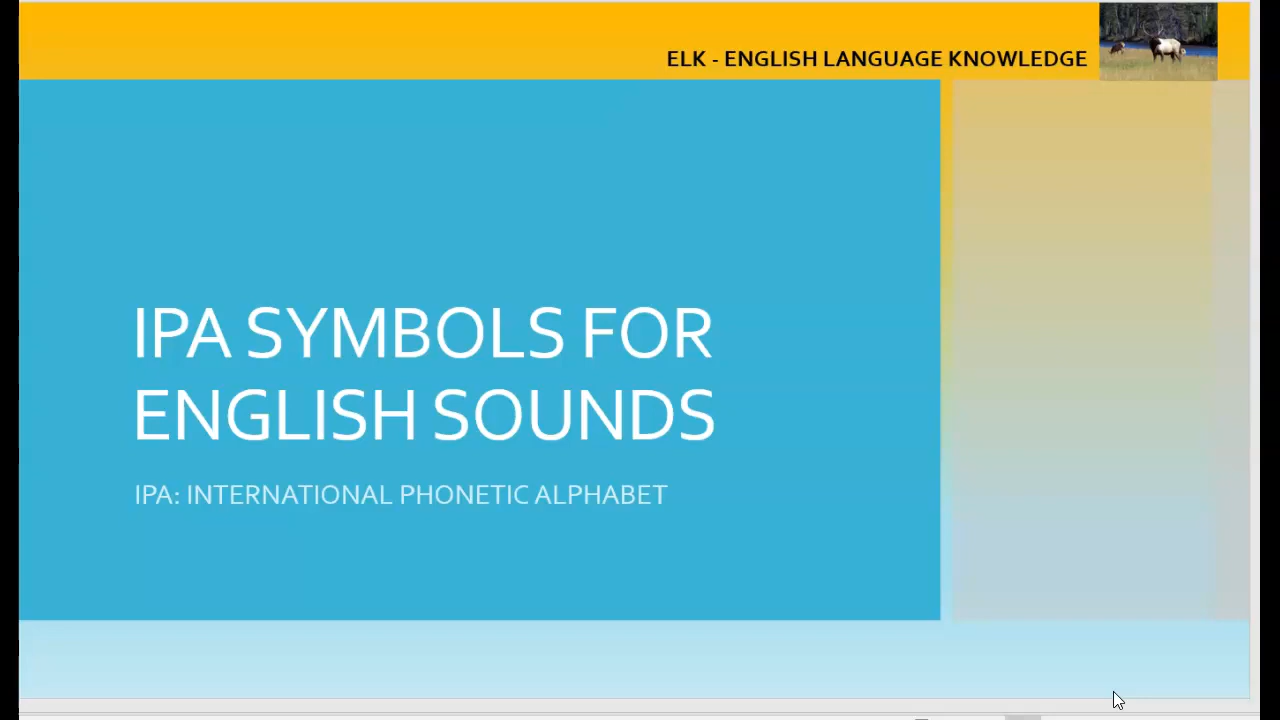 ELK - ENGLISH LANGUAGE KNOWLEDGE
IPA SYMBOLS FOR
ENGLISH SOUNDS
IPA: INTERNATIONAL PHONETIC ALPHABET